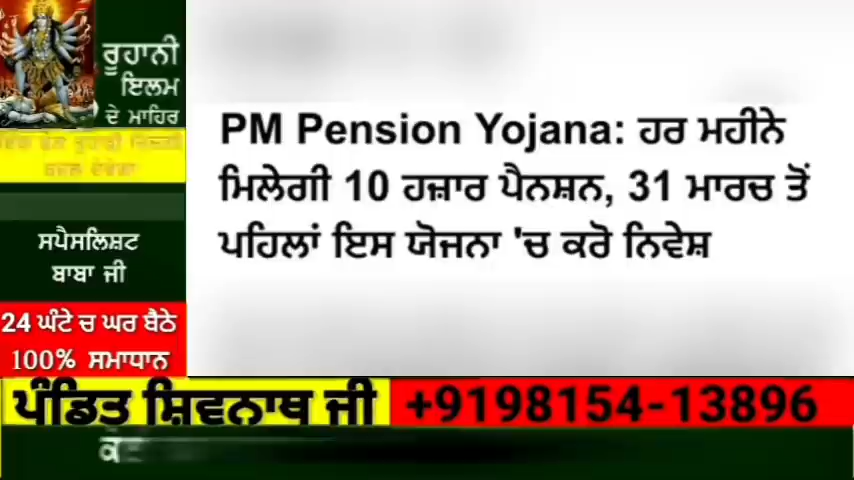 ਰੂਹਾਨੀ
ਇਲਮ
ਦੇ ਮਾਹਿਰ
ਸਪੈਸਲਿਸ਼ਟ
ਬਾਬਾ ਜੀ
24 ਘੰਟੇ ਚ ਘਰ ਬੈਠੇ
100% ਸਮਾਧਾਨ
PM Pension Yojana: ਹਰ ਮਹੀਨੇ
ਮਿਲੇਗੀ 10 ਹਜ਼ਾਰ ਪੈਨਸ਼ਨ, 31 ਮਾਰਚ ਤੋਂ
ਪਹਿਲਾਂ ਇਸ ਯੋਜਨਾ 'ਚ ਕਰੋ ਨਿਵੇਸ਼
ਪੰਡਿਤ ਸ਼ਿਵਨਾਥ ਜੀ +9198154-13896